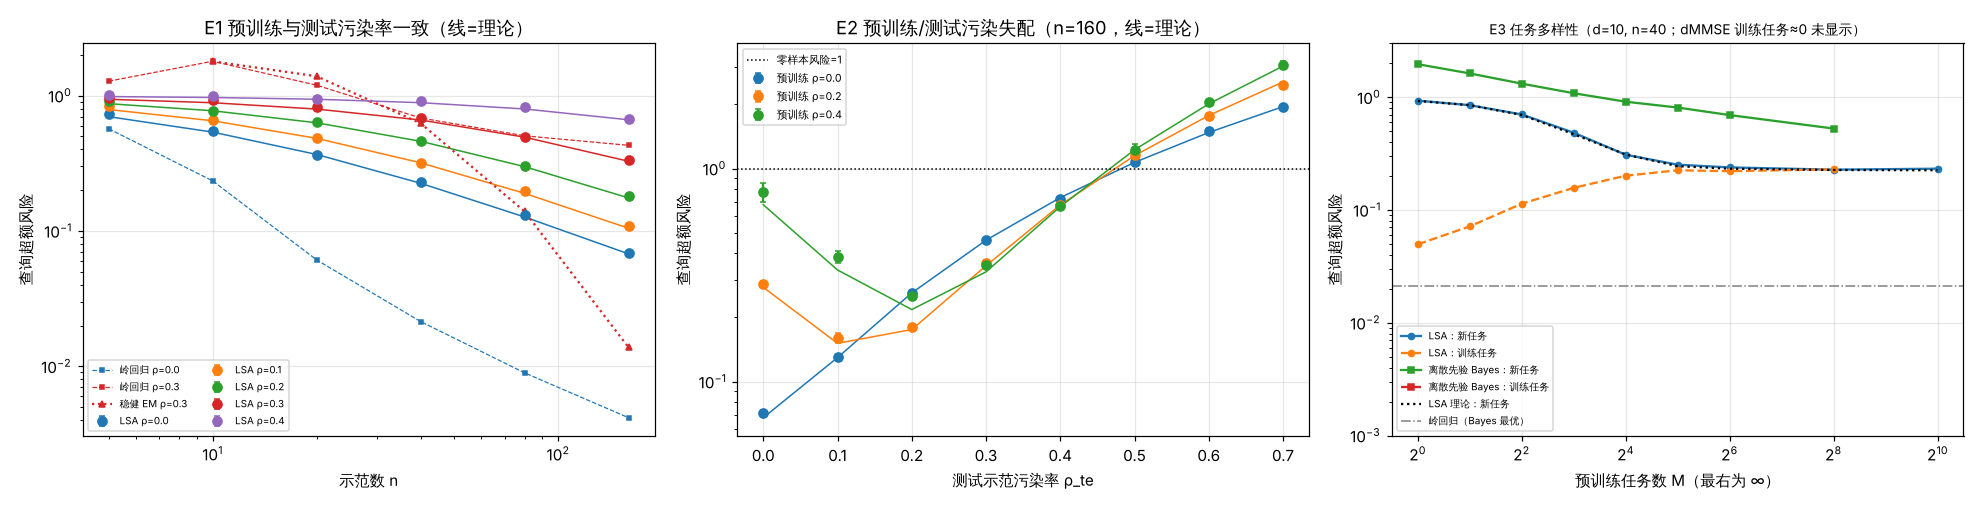 E1 预训练与测试污染率一致（线=理论）
10⁰
10⁻¹
10⁻²
查询超额风险
岭回归 ρ=0.0
岭回归 ρ=0.3
稳健 EM ρ=0.3
LSA ρ=0.0
LSA ρ=0.1
LSA ρ=0.2
LSA ρ=0.3
LSA ρ=0.4
10¹ 10²
示范数 n
E2 预训练/测试污染失配（n=160，线=理论）
零样本风险=1
预训练 ρ=0.0
预训练 ρ=0.2
预训练 ρ=0.4
10⁰
10⁻¹
查询超额风险
0.0 0.1 0.2 0.3 0.4 0.5 0.6 0.7
测试示范污染率 ρ_te
E3 任务多样性（d=10, n=40；dMMSE 训练任务≈0 未显示）
10⁰
10⁻¹
10⁻²
10⁻³
查询超额风险
LSA：新任务
LSA：训练任务
离散先验 Bayes：新任务
离散先验 Bayes：训练任务
LSA 理论：新任务
岭回归（Bayes 最优）
2⁰ 2² 2⁴ 2⁶ 2⁸ 2¹⁰
预训练任务数 M（最右为 ∞）